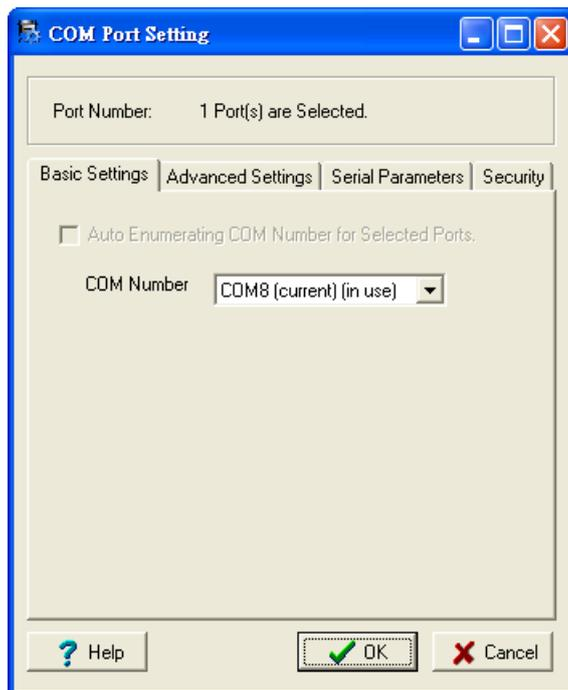 COM Port Setting
Port Number: 1 Port(s) are Selected.
Basic Settings Advanced Settings Serial Parameters Security
Auto Enumerating COM Number for Selected Ports.
COM Number COM8 (current) (in use)
? Help OK Cancel